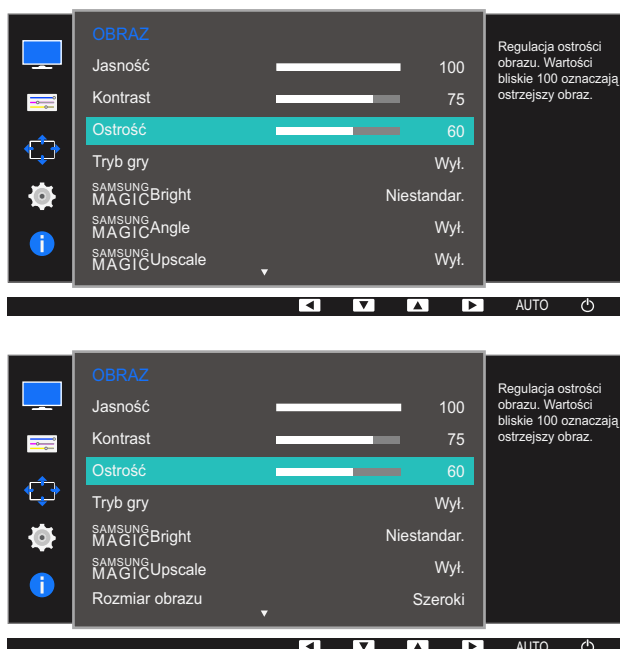 OBRAZ
Jasność 100
Kontrast 75
Ostrość 60
Tryb gry Wył.
SAMSUNG MAGIC Bright Niestandar.
SAMSUNG MAGIC Angle Wył.
SAMSUNG MAGIC Upscale Wył.
Regulacja ostrości
obrazu. Wartości
bliskie 100 oznaczają
ostrzejszy obraz.
AUTO
OBRAZ
Jasność 100
Kontrast 75
Ostrość 60
Tryb gry Wył.
SAMSUNG MAGIC Bright Niestandar.
SAMSUNG MAGIC Upscale Wył.
Rozmiar obrazu Szeroki
Regulacja ostrości
obrazu. Wartości
bliskie 100 oznaczają
ostrzejszy obraz.
AUTO